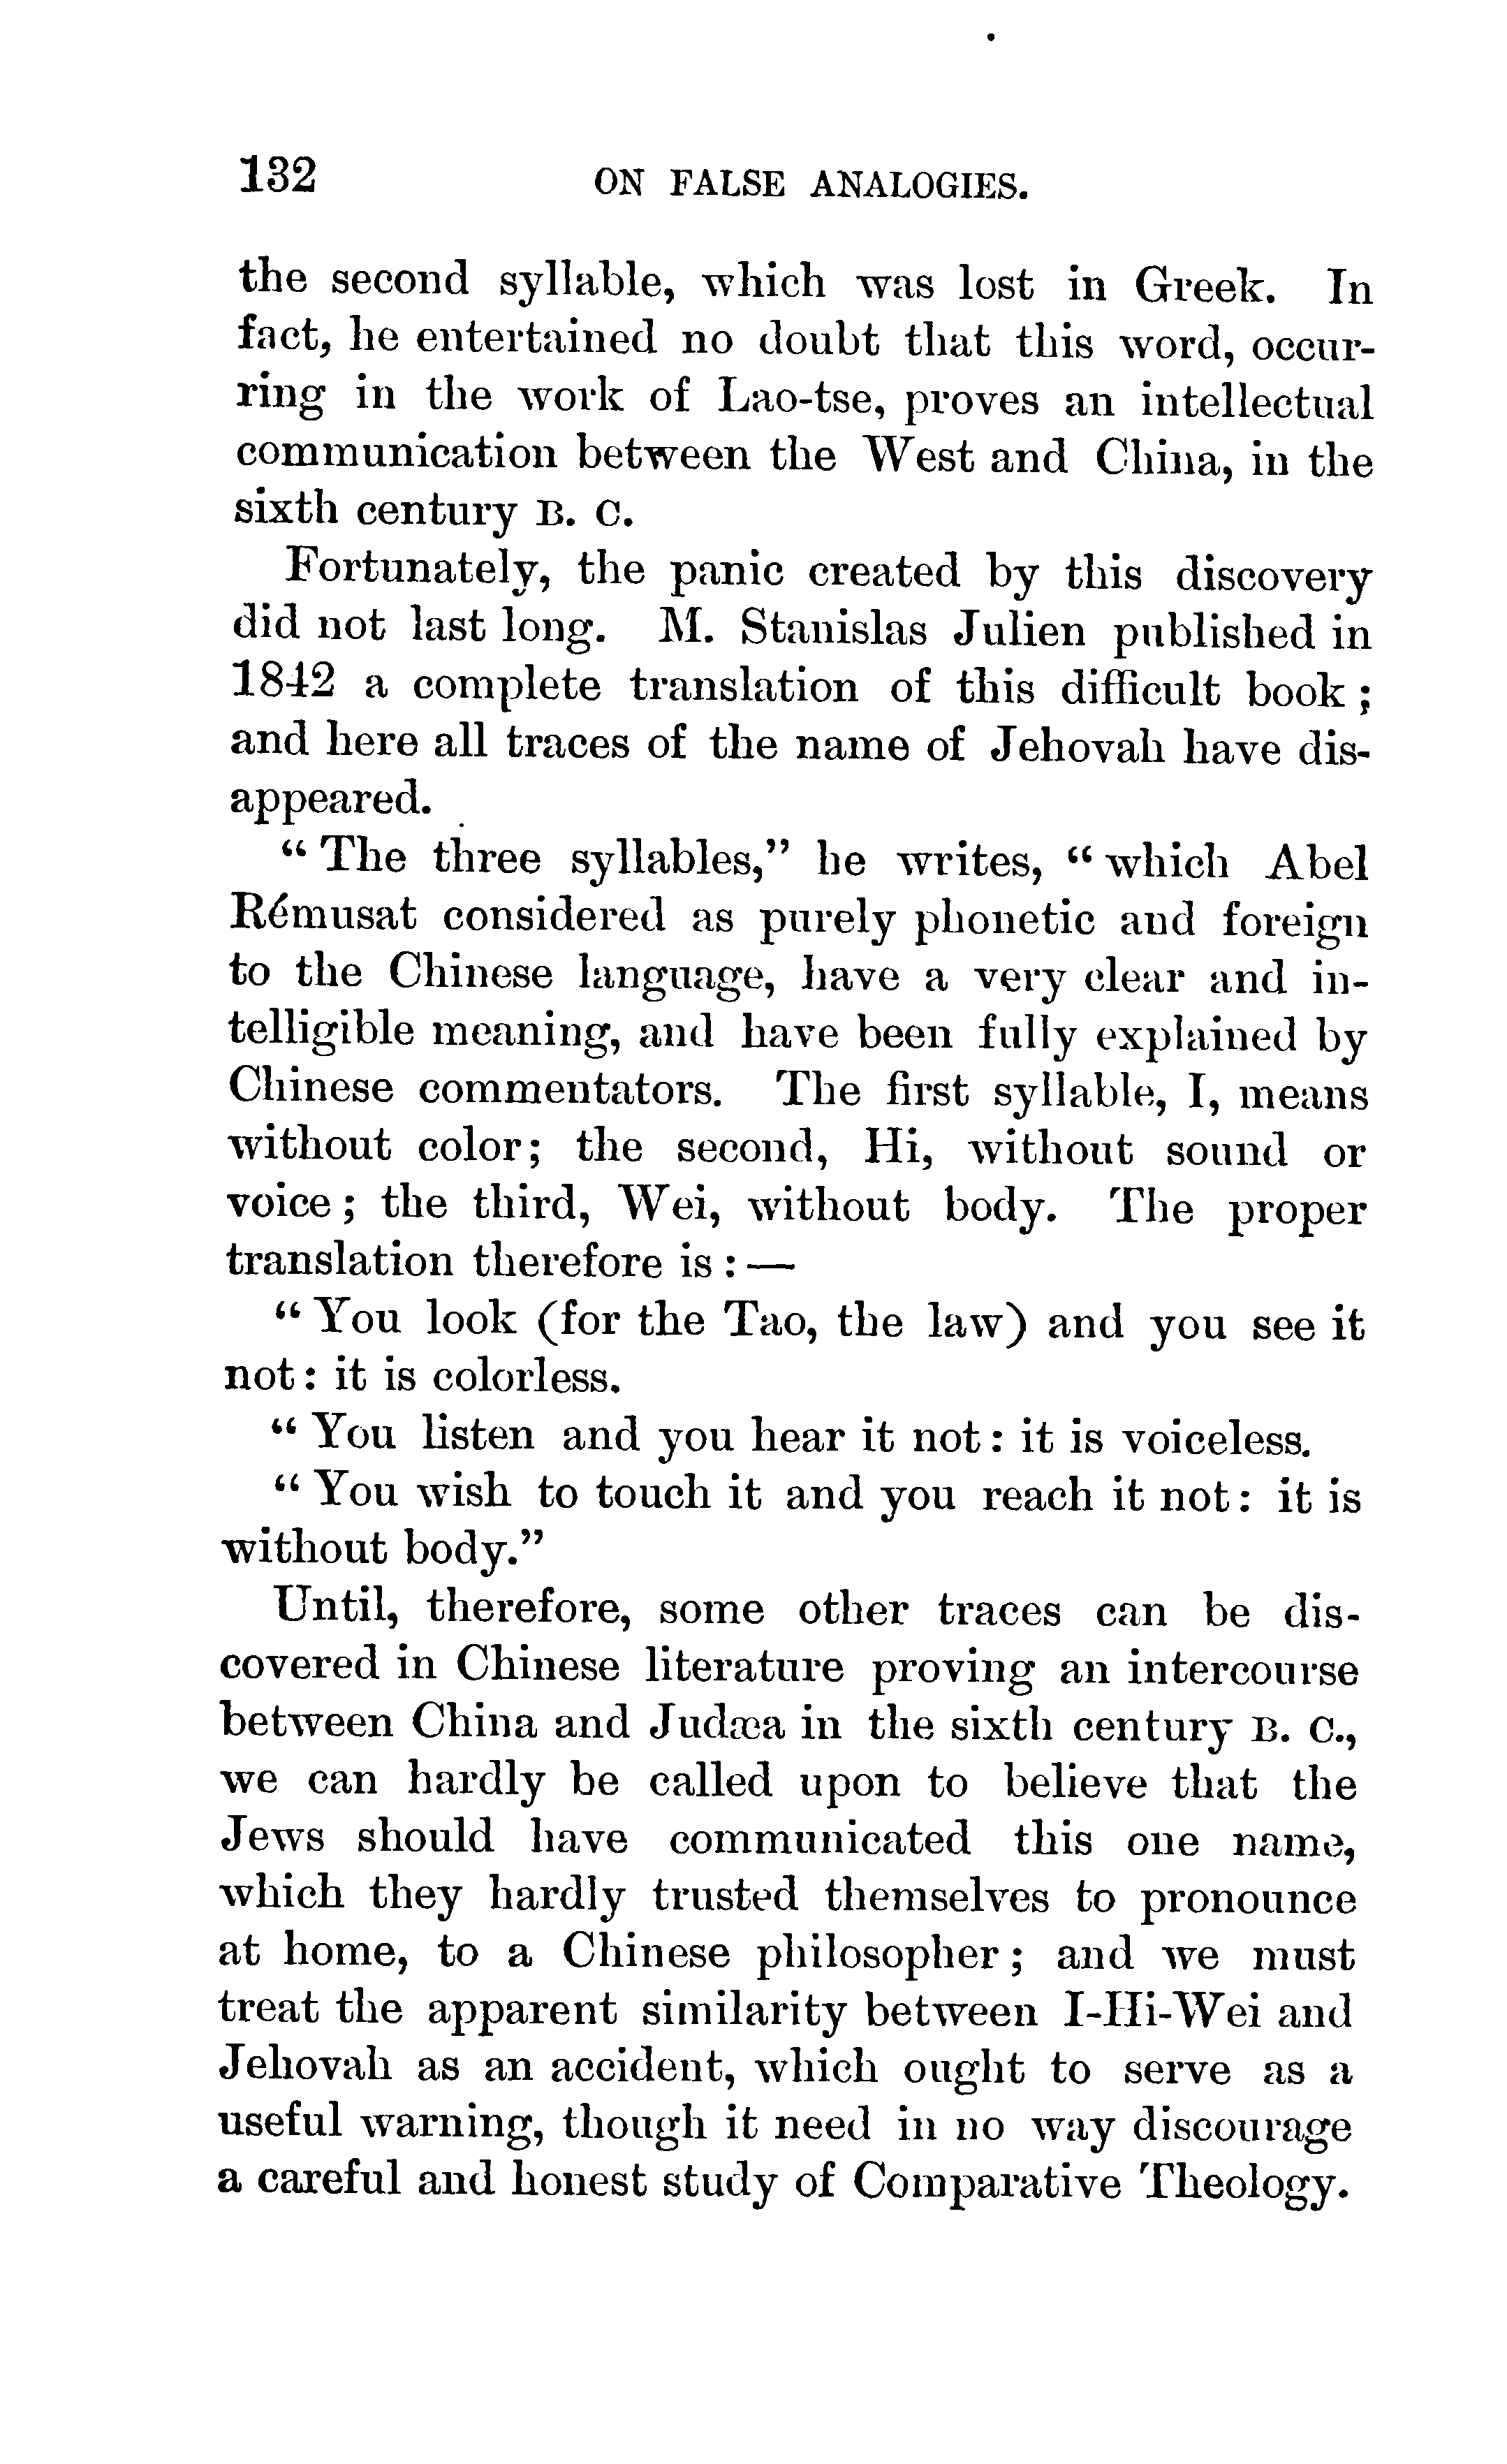 132 ON FALSE ANALOGIES.
the second syllable, which was lost in Greek. In
fact, he entertained no doubt that this word, occur-
ring in the work of Lao-tse, proves an intellectual
communication between the West and China, in the
sixth century B. C.
Fortunately, the panic created by this discovery
did not last long. M. Stanislas Julien published in
1842 a complete translation of this difficult book ;
and here all traces of the name of Jehovah have dis-
appeared.
“ The three syllables,” he writes, “ which Abel
Rémusat considered as purely phonetic and foreign
to the Chinese language, have a very clear and in-
telligible meaning, and have been fully explained by
Chinese commentators. The first syllable, I, means
without color; the second, Hi, without sound or
voice ; the third, Wei, without body. The proper
translation therefore is : —
“ You look (for the Tao, the law) and you see it
not : it is colorless.
“ You listen and you hear it not : it is voiceless.
“ You wish to touch it and you reach it not : it is
without body.”
Until, therefore, some other traces can be dis-
covered in Chinese literature proving an intercourse
between China and Judæa in the sixth century B. C.,
we can hardly be called upon to believe that the
Jews should have communicated this one name,
which they hardly trusted themselves to pronounce
at home, to a Chinese philosopher ; and we must
treat the apparent similarity between I-Hi-Wei and
Jehovah as an accident, which ought to serve as a
useful warning, though it need in no way discourage
a careful and honest study of Comparative Theology.